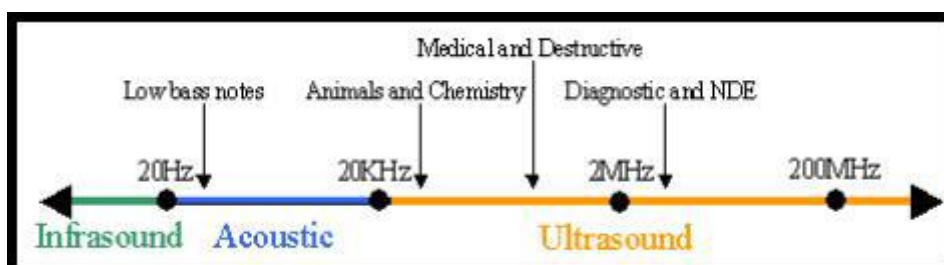 Medical and Destructive
Low bass notes Animals and Chemistry Diagnostic and NDE
20Hz 20KHz 2MHz 200MHz
Infrasound Acoustic Ultrasound